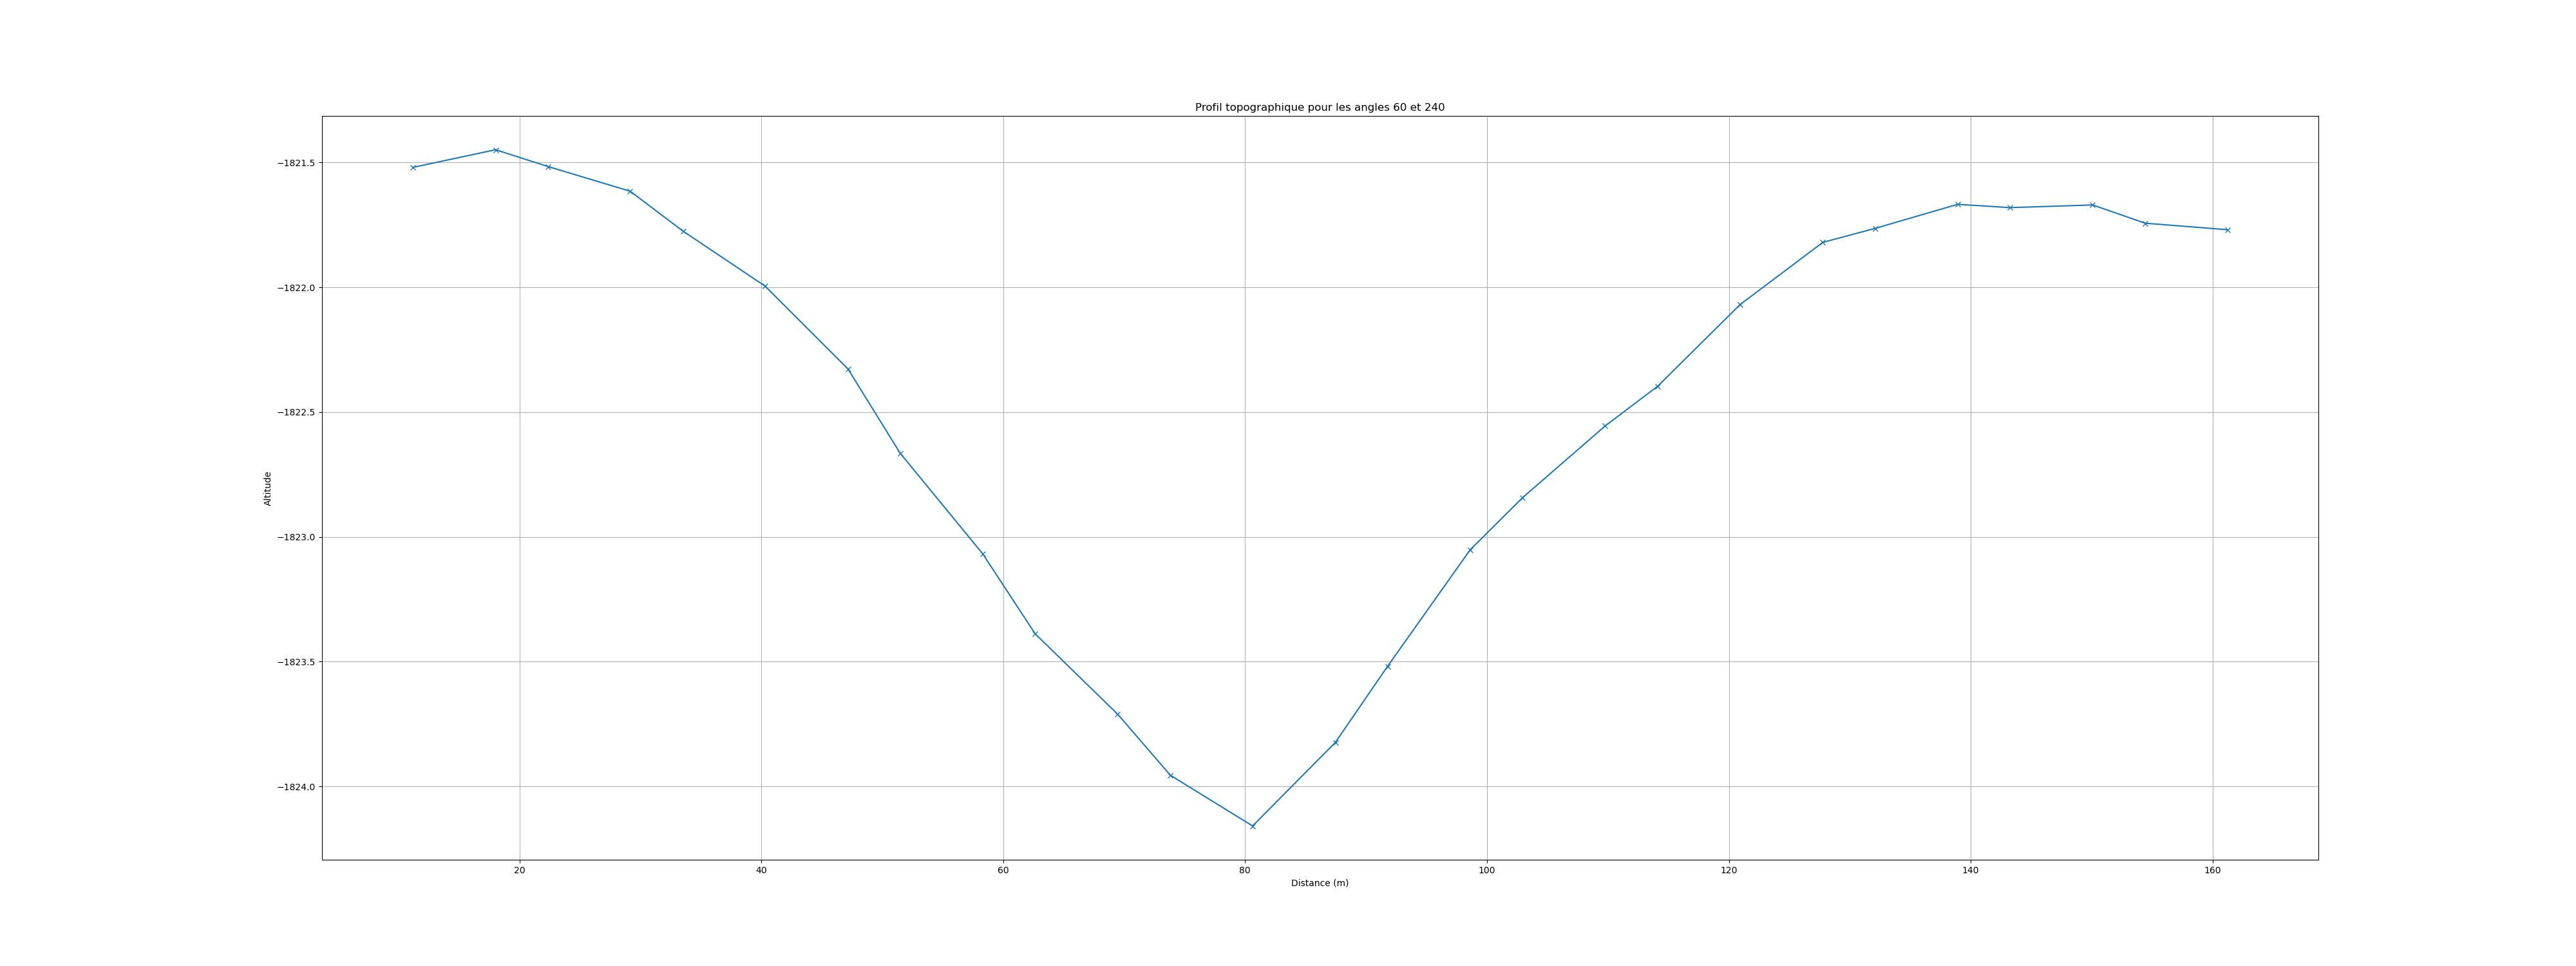 Profil topographique pour les angles 60 et 240
−1821.5
−1822.0
−1822.5
−1823.0
−1823.5
−1824.0
Altitude
20 40 60 80 100 120 140 160
Distance (m)